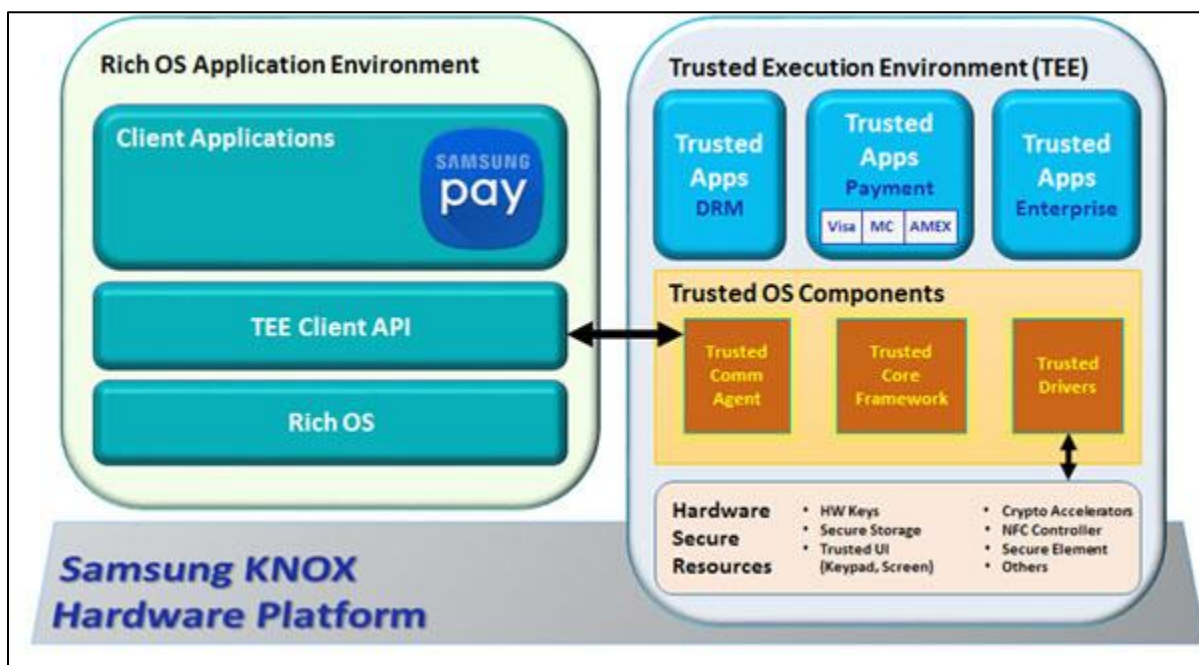 Rich OS Application Environment
Client Applications
SAMSUNG
pay
TEE Client API
Rich OS
Trusted Execution Environment (TEE)
Trusted
Apps
DRM
Trusted
Apps
Payment
Visa MC AMEX
Trusted
Apps
Enterprise
Trusted OS Components
Trusted
Comm
Agent
Trusted
Core
Framework
Trusted
Drivers
Hardware
Secure
Resources
• HW Keys
• Secure Storage
• Trusted UI
(Keypad, Screen)
• Crypto Accelerators
• NFC Controller
• Secure Element
• Others
Samsung KNOX
Hardware Platform